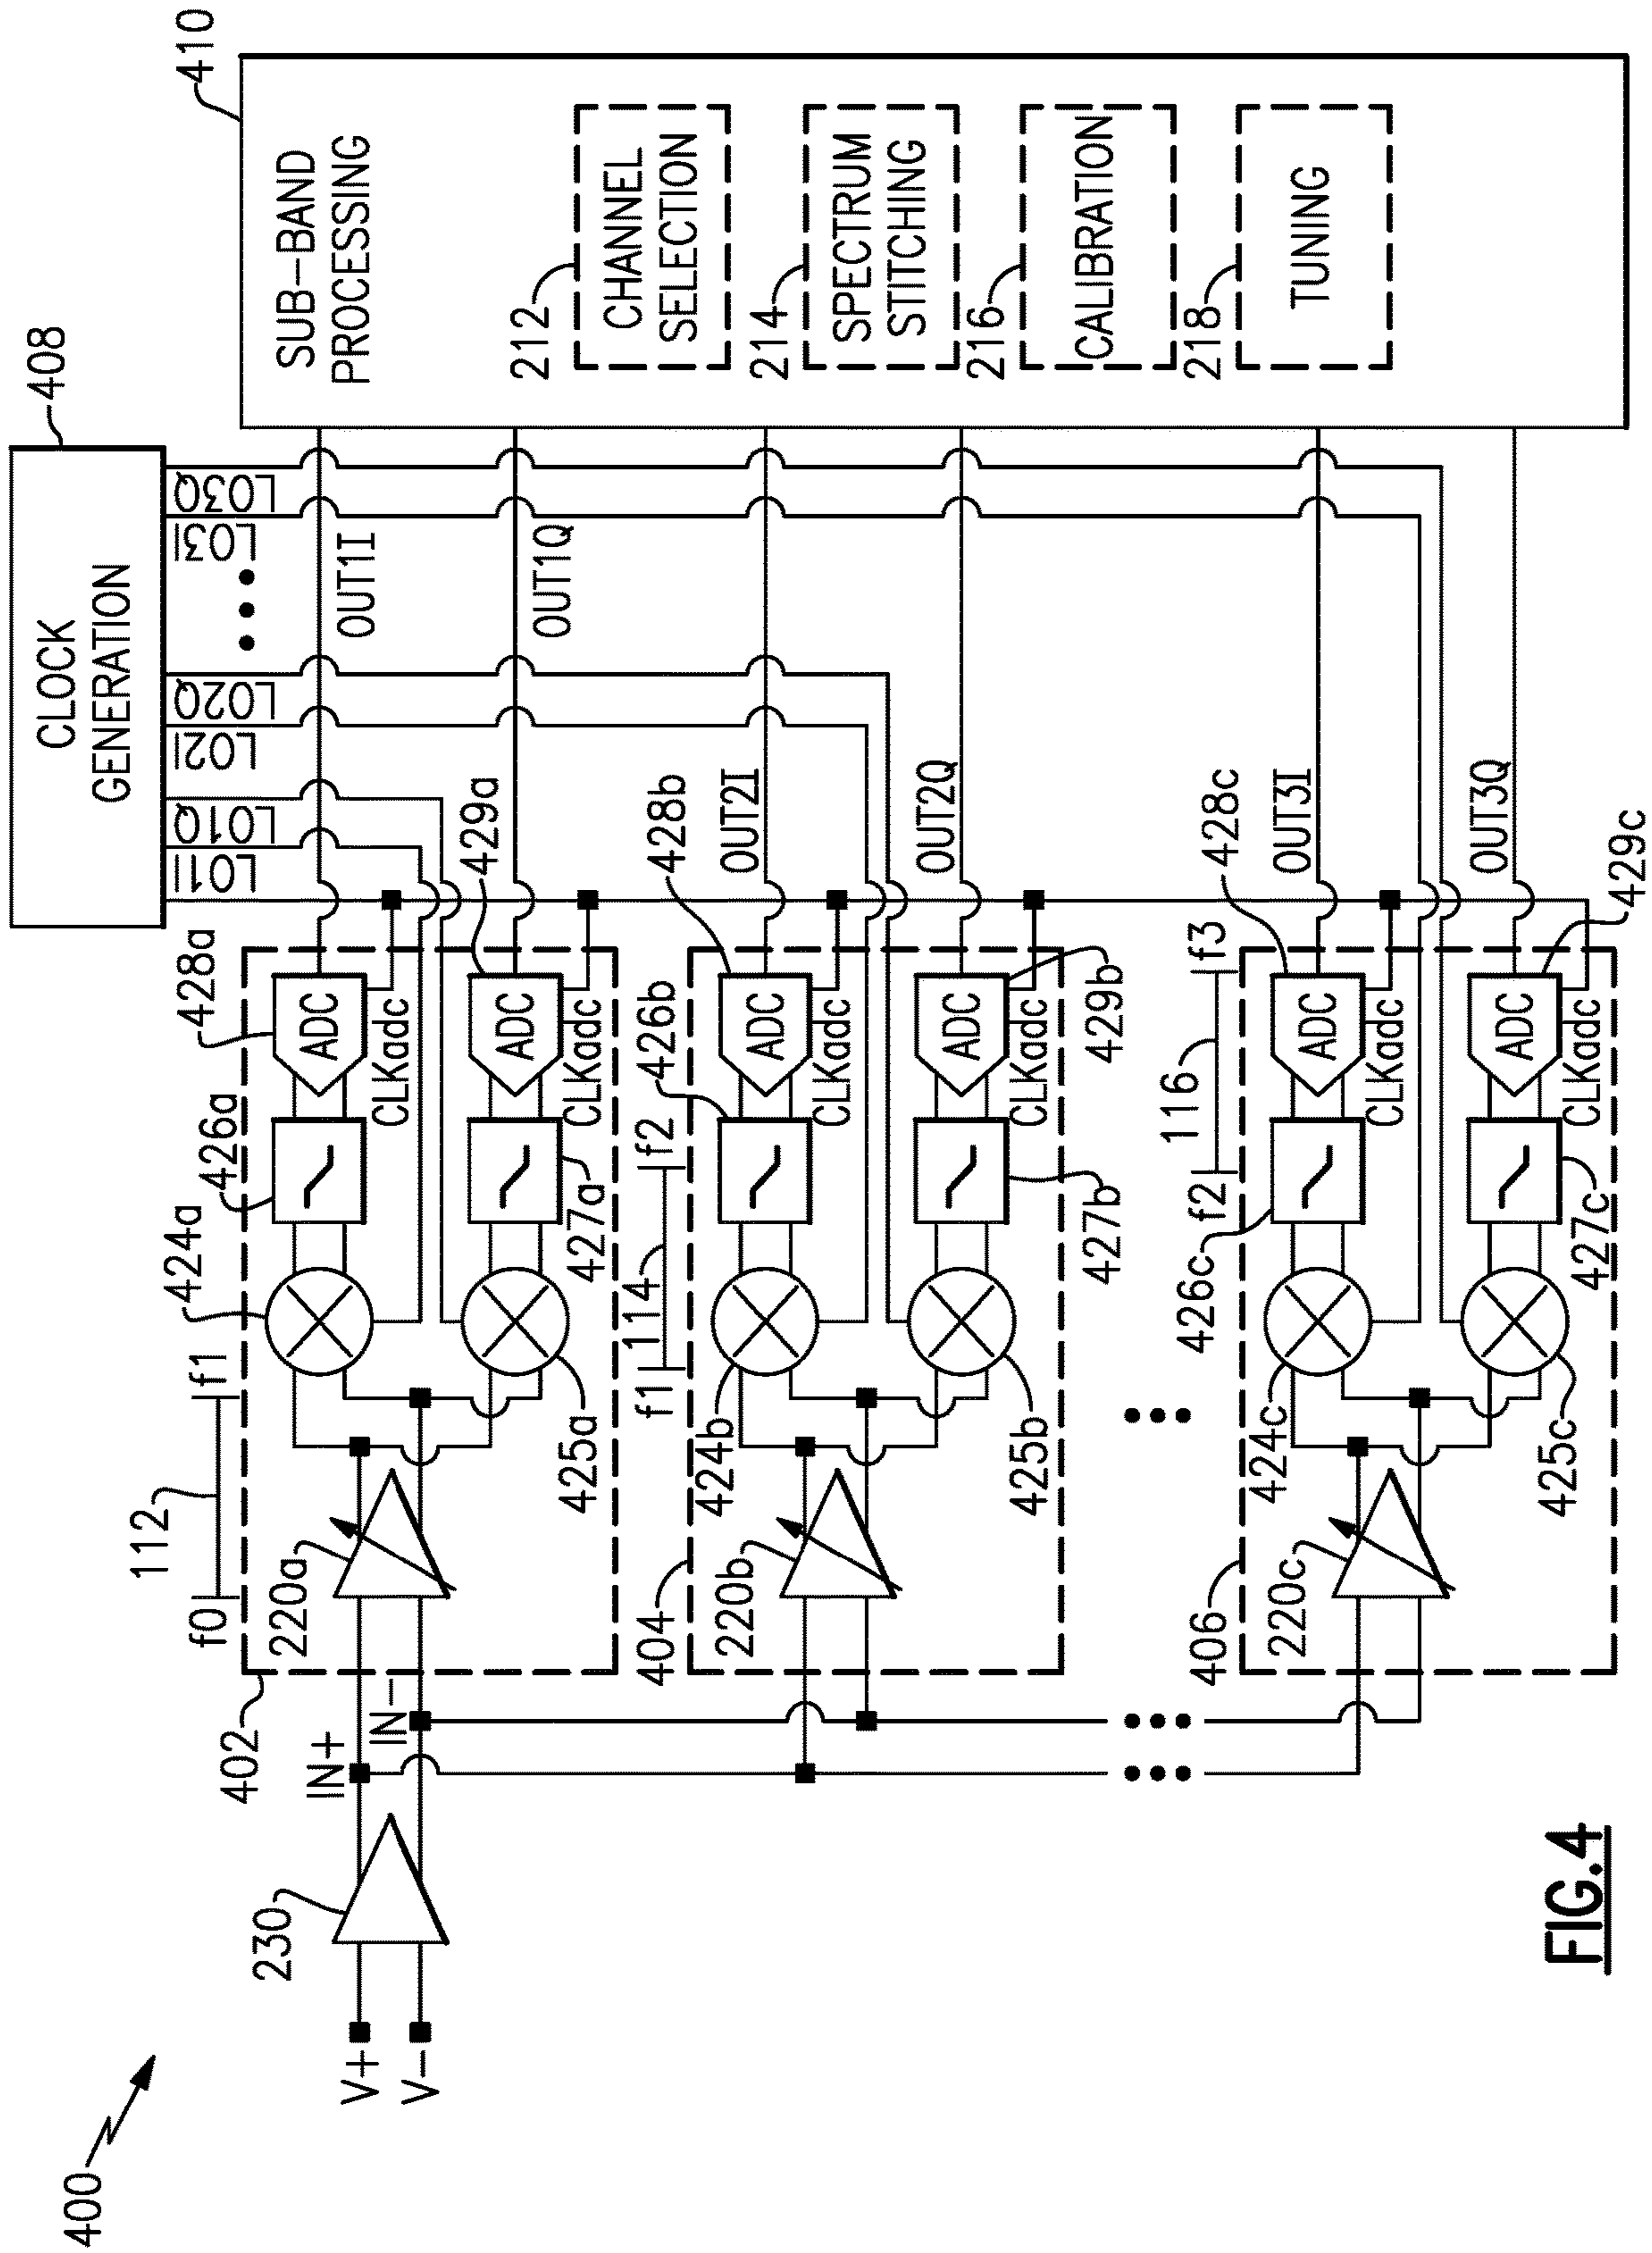 400
V+
V−
230
IN+
IN−
402
f0
112
f1
220a
424a
425a
426a
427a
428a
429a
ADC
CLKadc
ADC
CLKadc
404
f1
114
f2
220b
424b
425b
426b
427b
428b
429b
ADC
CLKadc
ADC
CLKadc
406
f2
116
f3
220c
424c
425c
426c
427c
428c
429c
ADC
CLKadc
ADC
CLKadc
408
CLOCK
GENERATION
LO1I
LO1Q
LO2I
LO2Q
LO3I
LO3Q
OUT1I
OUT1Q
OUT2I
OUT2Q
OUT3I
OUT3Q
410
SUB–BAND
PROCESSING
212
CHANNEL
SELECTION
214
SPECTRUM
STITCHING
216
CALIBRATION
218
TUNING
FIG.4